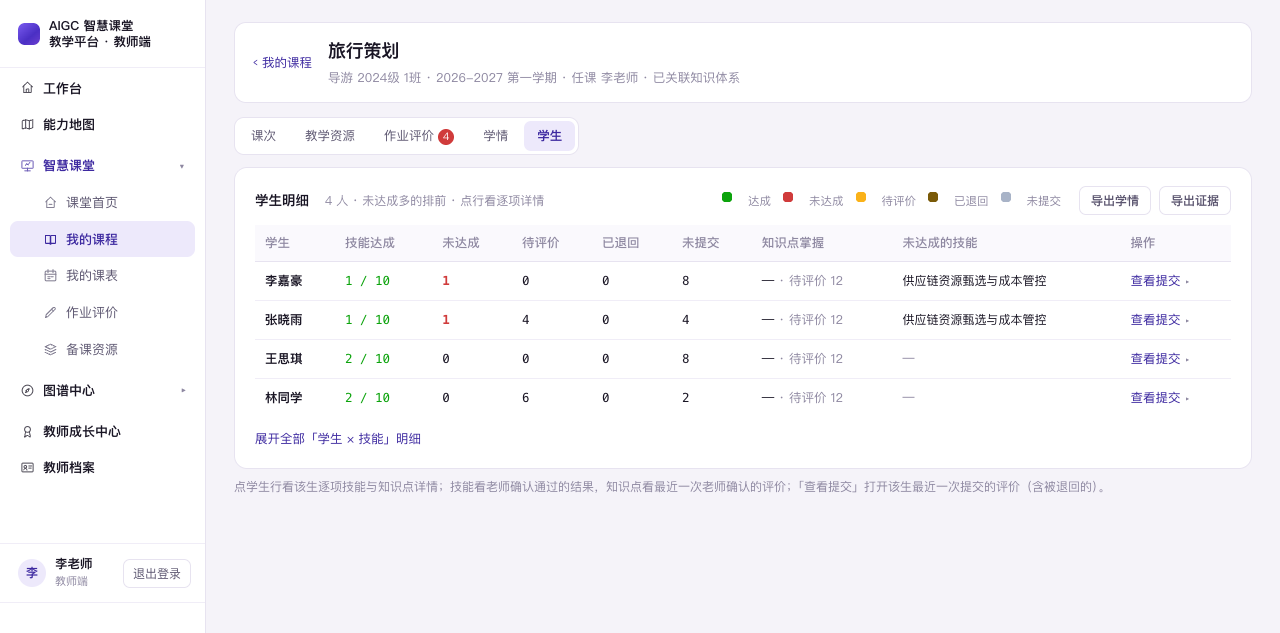 AIGC 智慧课堂
教学平台 · 教师端
工作台
能力地图
智慧课堂 ▾
课堂首页
我的课程
我的课表
作业评价
备课资源
图谱中心 ▸
教师成长中心
教师档案
李
李老师
教师端
退出登录
‹ 我的课程
旅行策划
导游 2024级 1班 · 2026–2027 第一学期 · 任课 李老师 · 已关联知识体系
课次 教学资源 作业评价 4 学情 学生
学生明细 4 人 · 未达成多的排前 · 点行看逐项详情 达成 未达成 待评价 已退回 未提交 导出学情 导出证据
学生 技能达成 未达成 待评价 已退回 未提交 知识点掌握 未达成的技能 操作
李嘉豪 1 / 10 1 0 0 8 — · 待评价 12 供应链资源甄选与成本管控 查看提交 ▸
张晓雨 1 / 10 1 4 0 4 — · 待评价 12 供应链资源甄选与成本管控 查看提交 ▸
王思琪 2 / 10 0 0 0 8 — · 待评价 12 — 查看提交 ▸
林同学 2 / 10 0 6 0 2 — · 待评价 12 — 查看提交 ▸
展开全部「学生 × 技能」明细
点学生行看该生逐项技能与知识点详情；技能看老师确认通过的结果，知识点看最近一次老师确认的评价；「查看提交」打开该生最近一次提交的评价（含被退回的）。